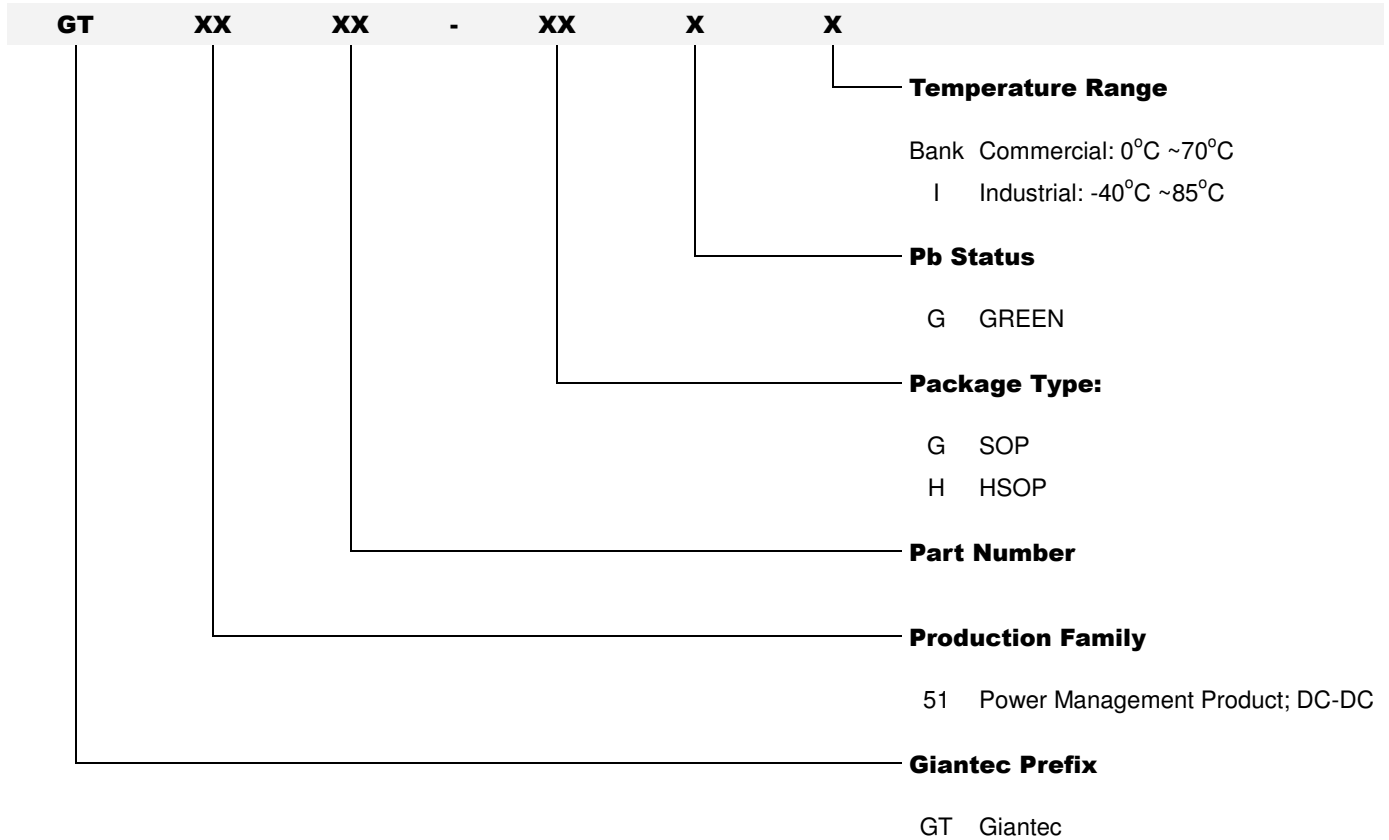 GT XX XX - XX X X
Temperature Range
Bank Commercial: 0°C ~70°C
I Industrial: -40°C ~85°C
Pb Status
G GREEN
Package Type:
G SOP
H HSOP
Part Number
Production Family
51 Power Management Product; DC-DC
Giantec Prefix
GT Giantec